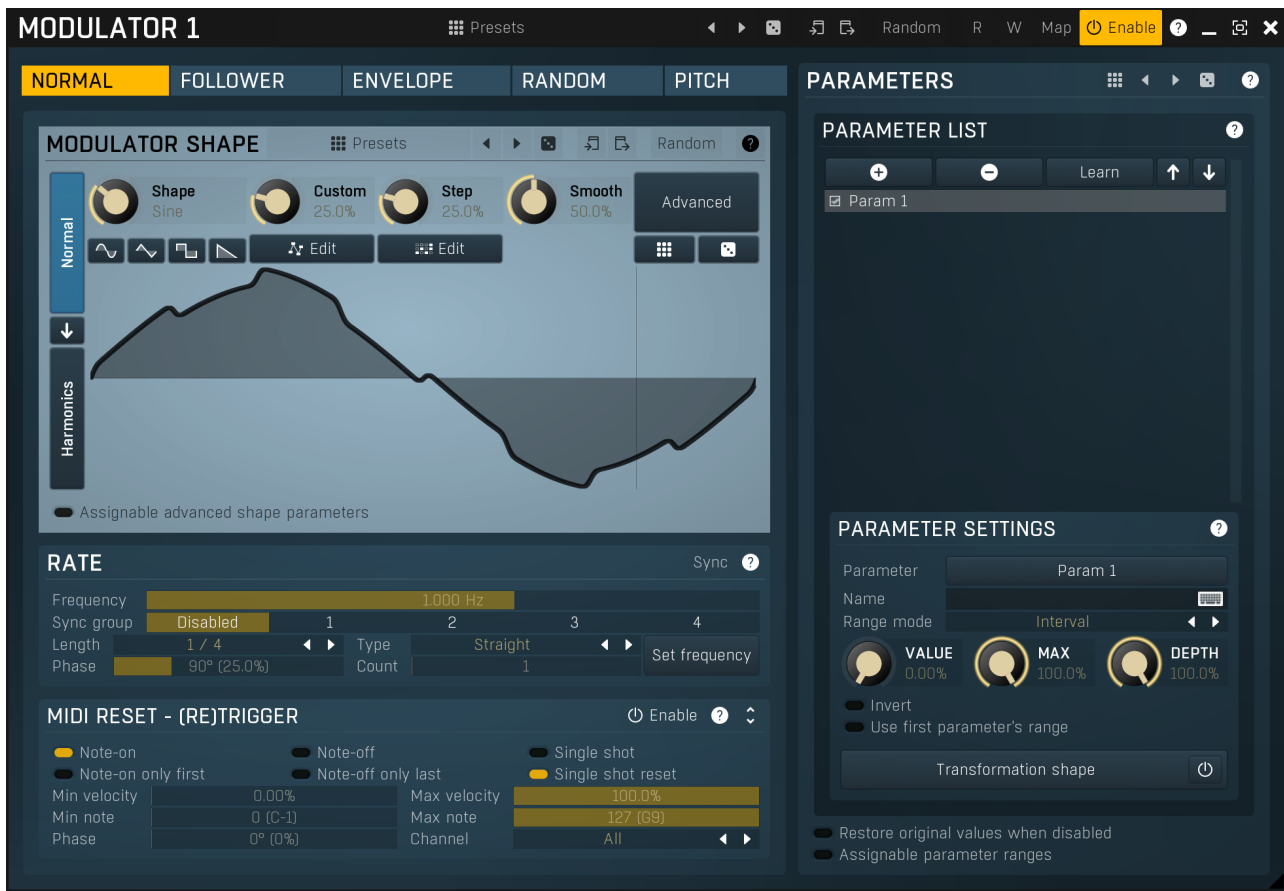 MODULATOR 1 Presets Random R W Map Enable ?
NORMAL FOLLOWER ENVELOPE RANDOM PITCH
PARAMETERS ?
MODULATOR SHAPE Presets Random ?
PARAMETER LIST ?
Learn
Param 1
Normal
Harmonics
Shape Custom Step Smooth Advanced
Sine 25.0% 25.0% 50.0%
Edit Edit
Assignable advanced shape parameters
RATE Sync ?
Frequency 1.000 Hz
Sync group Disabled 1 2 3 4
Length 1 / 4 Type Straight Set frequency
Phase 90° (25.0%) Count 1
MIDI RESET - (RE)TRIGGER Enable ?
Note-on Note-off Single shot
Note-on only first Note-off only last Single shot reset
Min velocity 0.00% Max velocity 100.0%
Min note 0 (C-1) Max note 127 (G9)
Phase 0° (0%) Channel All
PARAMETER SETTINGS ?
Parameter Param 1
Name
Range mode Interval
VALUE MAX DEPTH
0.00% 100.0% 100.0%
Invert
Use first parameter's range
Transformation shape
Restore original values when disabled
Assignable parameter ranges